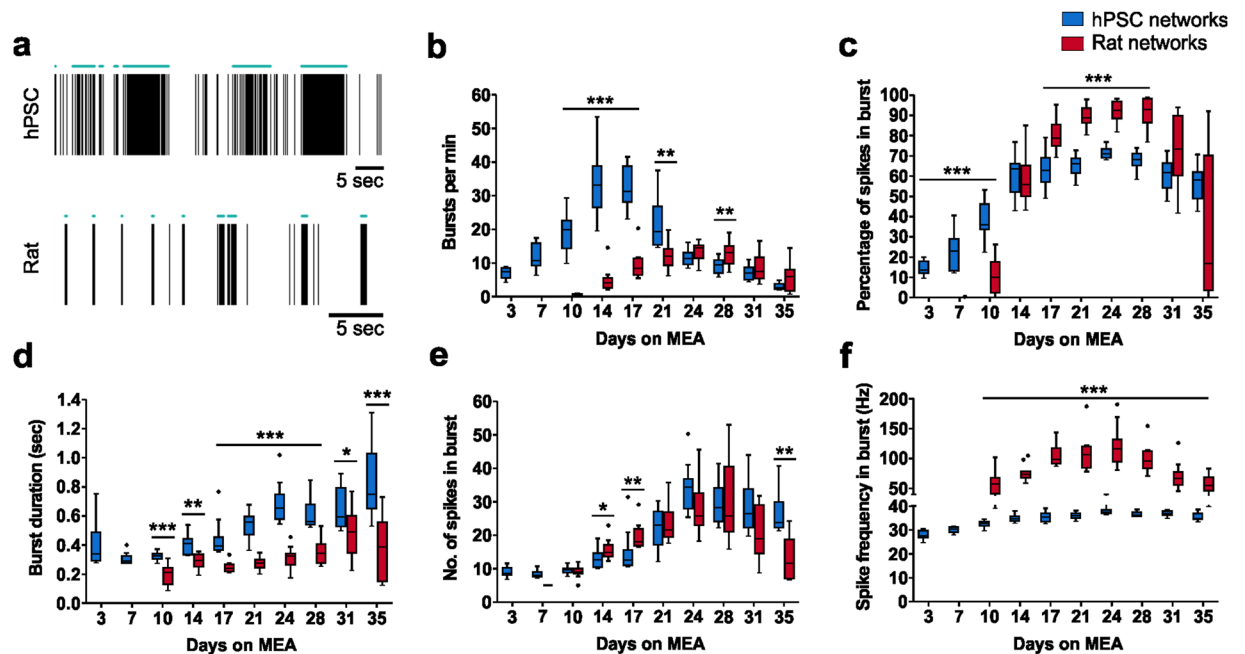 hPSC networks
Rat networks
a
hPSC
5 sec
Rat
5 sec
b
Bursts per min
60
50
40
30
20
10
0
***
**
**
3 7 10 14 17 21 24 28 31 35
Days on MEA
c
Percentage of spikes in burst
100
90
80
70
60
50
40
30
20
10
0
***
***
3 7 10 14 17 21 24 28 31 35
Days on MEA
d
Burst duration (sec)
1.4
1.2
1.0
0.8
0.6
0.4
0.2
0.0
***
**
***
*
***
3 7 10 14 17 21 24 28 31 35
Days on MEA
e
No. of spikes in burst
60
50
40
30
20
10
0
*
**
**
3 7 10 14 17 21 24 28 31 35
Days on MEA
f
Spike frequency in burst (Hz)
200
150
100
50
40
30
20
10
0
***
3 7 10 14 17 21 24 28 31 35
Days on MEA